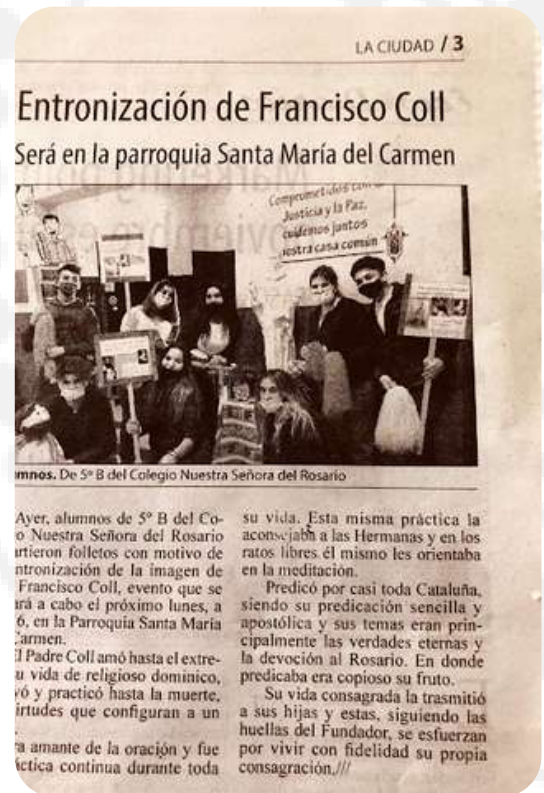 LA CIUDAD / 3
Entronización de Francisco Coll
Será en la parroquia Santa María del Carmen
Comprometidos con
Justicia y la Paz,
cuidemos juntos
casa común
mnos. De 5º B del Colegio Nuestra Señora del Rosario
Ayer, alumnos de 5º B del Co-
o Nuestra Señora del Rosario
rtieron folletos con motivo de
ntronización de la imagen de
Francisco Coll, evento que se
ará a cabo el próximo lunes, a
6, en la Parroquia Santa María
Carmen.
l Padre Coll amó hasta el extre-
u vida de religioso dominico,
vó y practicó hasta la muerte,
irtudes que configuran a un
ra amante de la oración y fue
áctica continua durante toda
su vida. Esta misma práctica la
aconsejaba a las Hermanas y en los
ratos libres él mismo les orientaba
en la meditación.
Predicó por casi toda Cataluña,
siendo su predicación sencilla y
apostólica y sus temas eran prin-
cipalmente las verdades eternas y
la devoción al Rosario. En donde
predicaba era copioso su fruto.
Su vida consagrada la trasmitió
a sus hijas y estas, siguiendo las
huellas del Fundador, se esfuerzan
por vivir con fidelidad su propia
consagración.///